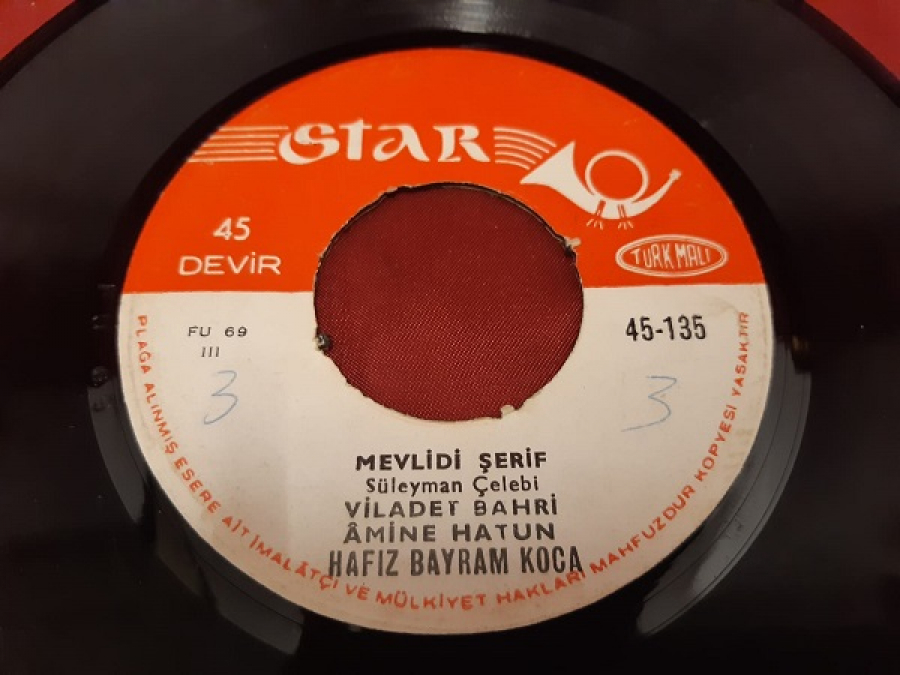 STAR
45
DEVİR
TÜRK MALI
FU 69
III
45-135
3
3
MEVLİDİ ŞERİF
Süleyman Çelebi
VİLADET BAHRİ
ÂMİNE HATUN
HAFIZ BAYRAM KOCA
PLAĞA ALINMIŞ ESERE AİT İMALÂTÇI VE MÜLKİYET HAKLARI MAHFUZDUR KOPYESİ YASAKTIR